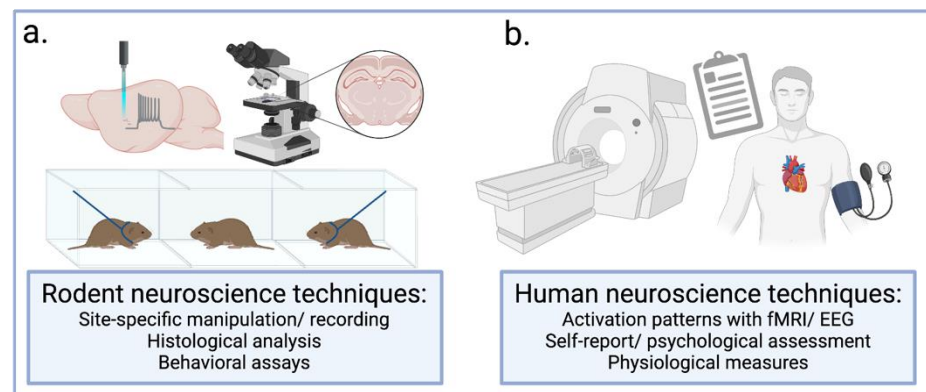 a.
Rodent neuroscience techniques:
Site-specific manipulation/ recording
Histological analysis
Behavioral assays
b.
Human neuroscience techniques:
Activation patterns with fMRI/ EEG
Self-report/ psychological assessment
Physiological measures